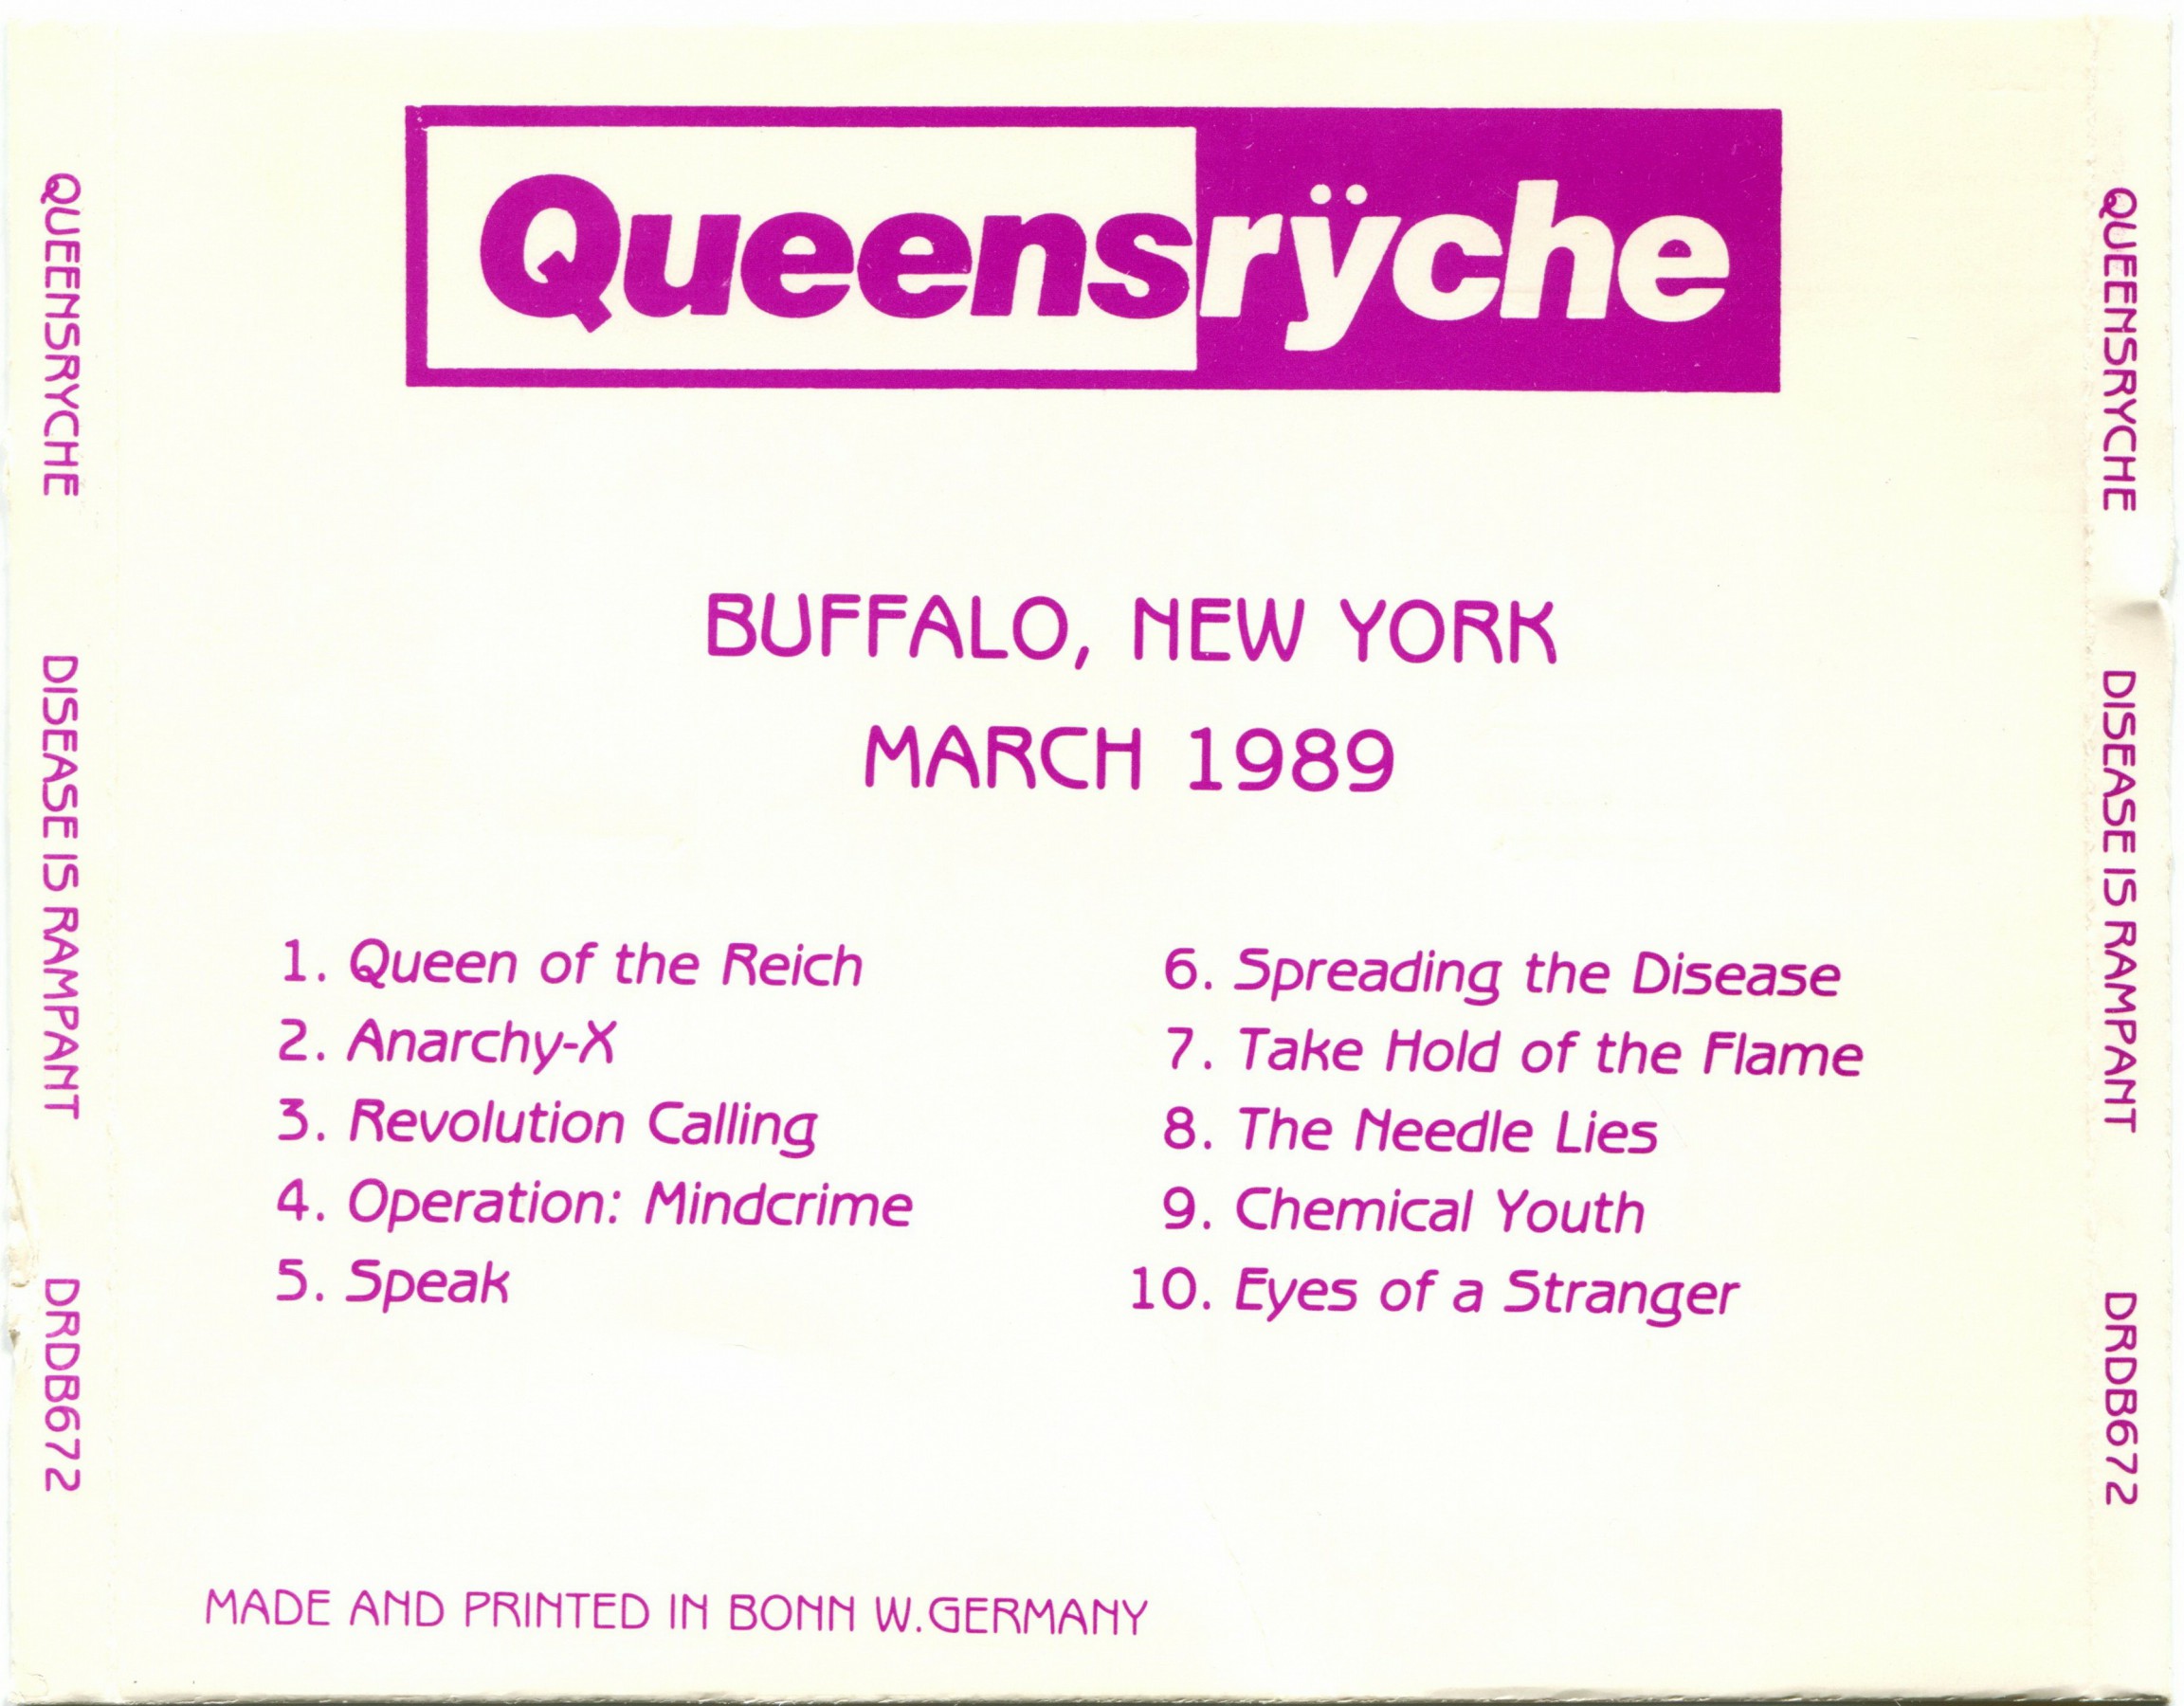 Queensrÿche
BUFFALO, NEW YORK
MARCH 1989
1. Queen of the Reich
2. Anarchy-X
3. Revolution Calling
4. Operation: Mindcrime
5. Speak
6. Spreading the Disease
7. Take Hold of the Flame
8. The Needle Lies
9. Chemical Youth
10. Eyes of a Stranger
MADE AND PRINTED IN BONN W.GERMANY
QUEENSRYCHE DISEASE IS RAMPANT DRDB672
QUEENSRYCHE DISEASE IS RAMPANT DRDB672